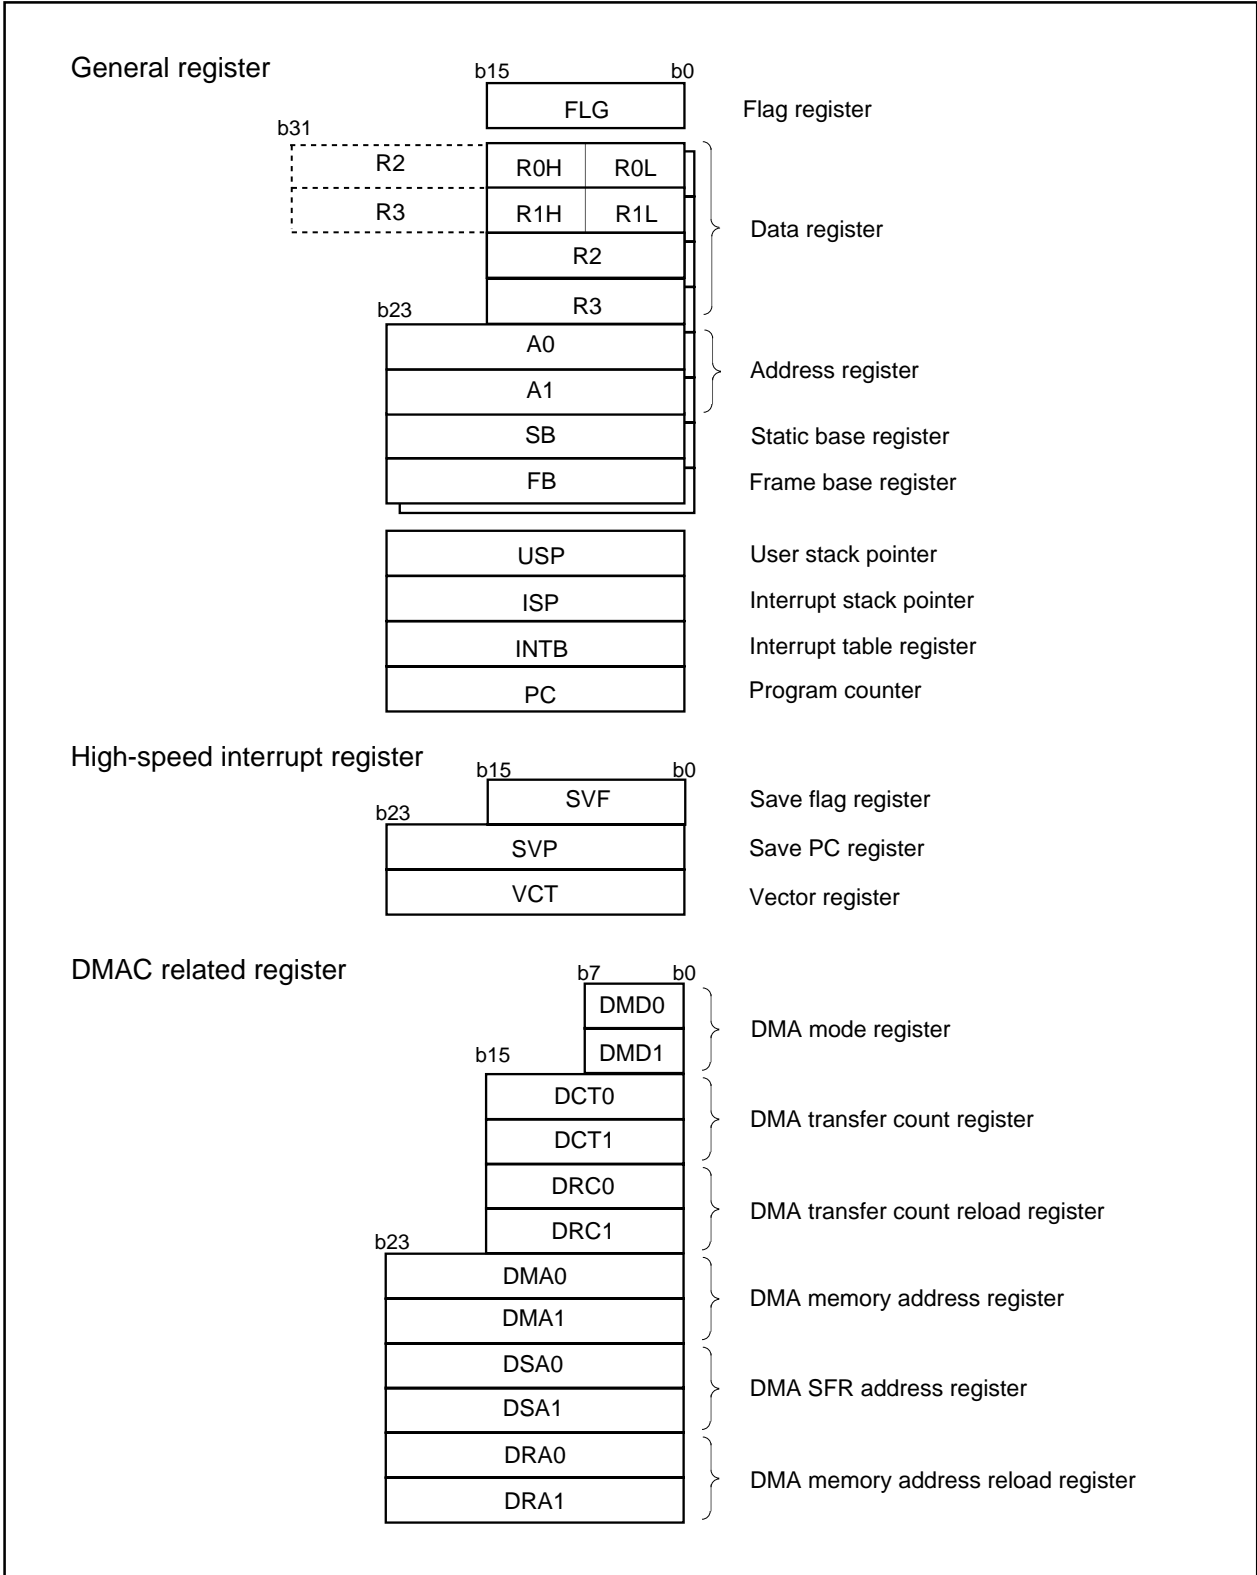 General register
b15 b0
FLG Flag register
b31
R2 R0H R0L
R3 R1H R1L Data register
R2
b23 R3
A0
A1 Address register
SB Static base register
FB Frame base register
USP User stack pointer
ISP Interrupt stack pointer
INTB Interrupt table register
PC Program counter
High-speed interrupt register
b15 b0
SVF Save flag register
b23
SVP Save PC register
VCT Vector register
DMAC related register
b7 b0
DMD0
DMA mode register
b15 DMD1
DCT0
DMA transfer count register
DCT1
DRC0
DMA transfer count reload register
DRC1
b23
DMA0
DMA memory address register
DMA1
DSA0
DMA SFR address register
DSA1
DRA0
DMA memory address reload register
DRA1